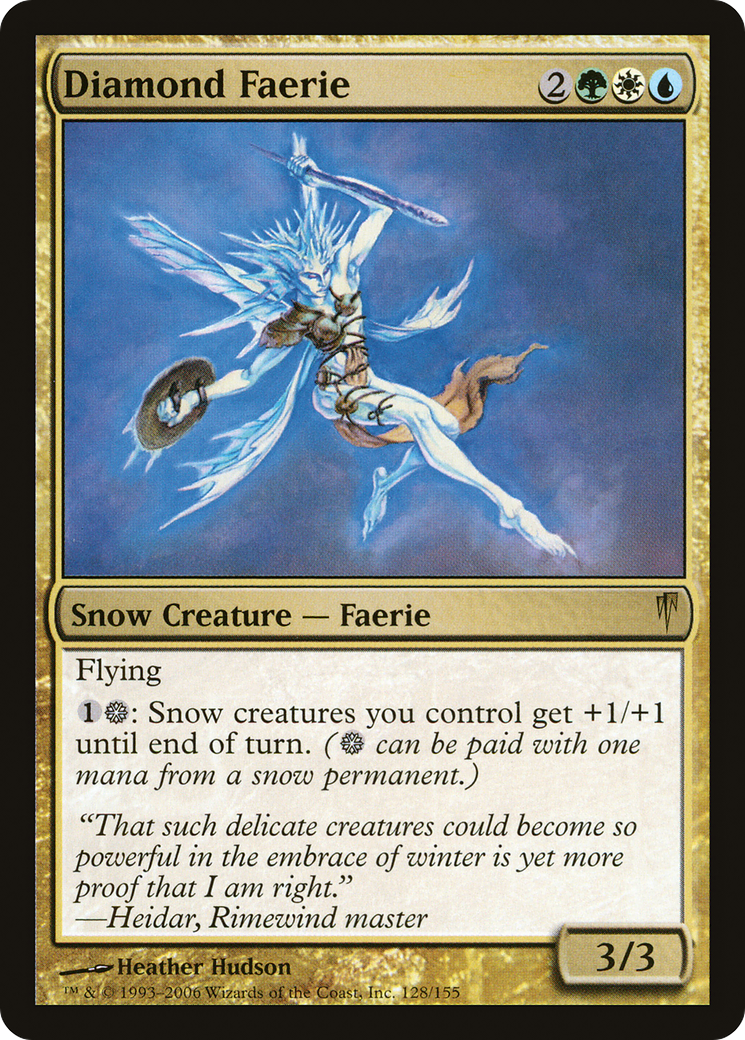 Diamond Faerie 2
Snow Creature — Faerie
Flying
1: Snow creatures you control get +1/+1
until end of turn. ( can be paid with one
mana from a snow permanent.)
“That such delicate creatures could become so
powerful in the embrace of winter is yet more
proof that I am right.”
—Heidar, Rimewind master
3/3
Heather Hudson
™ & © 1993–2006 Wizards of the Coast, Inc. 128/155